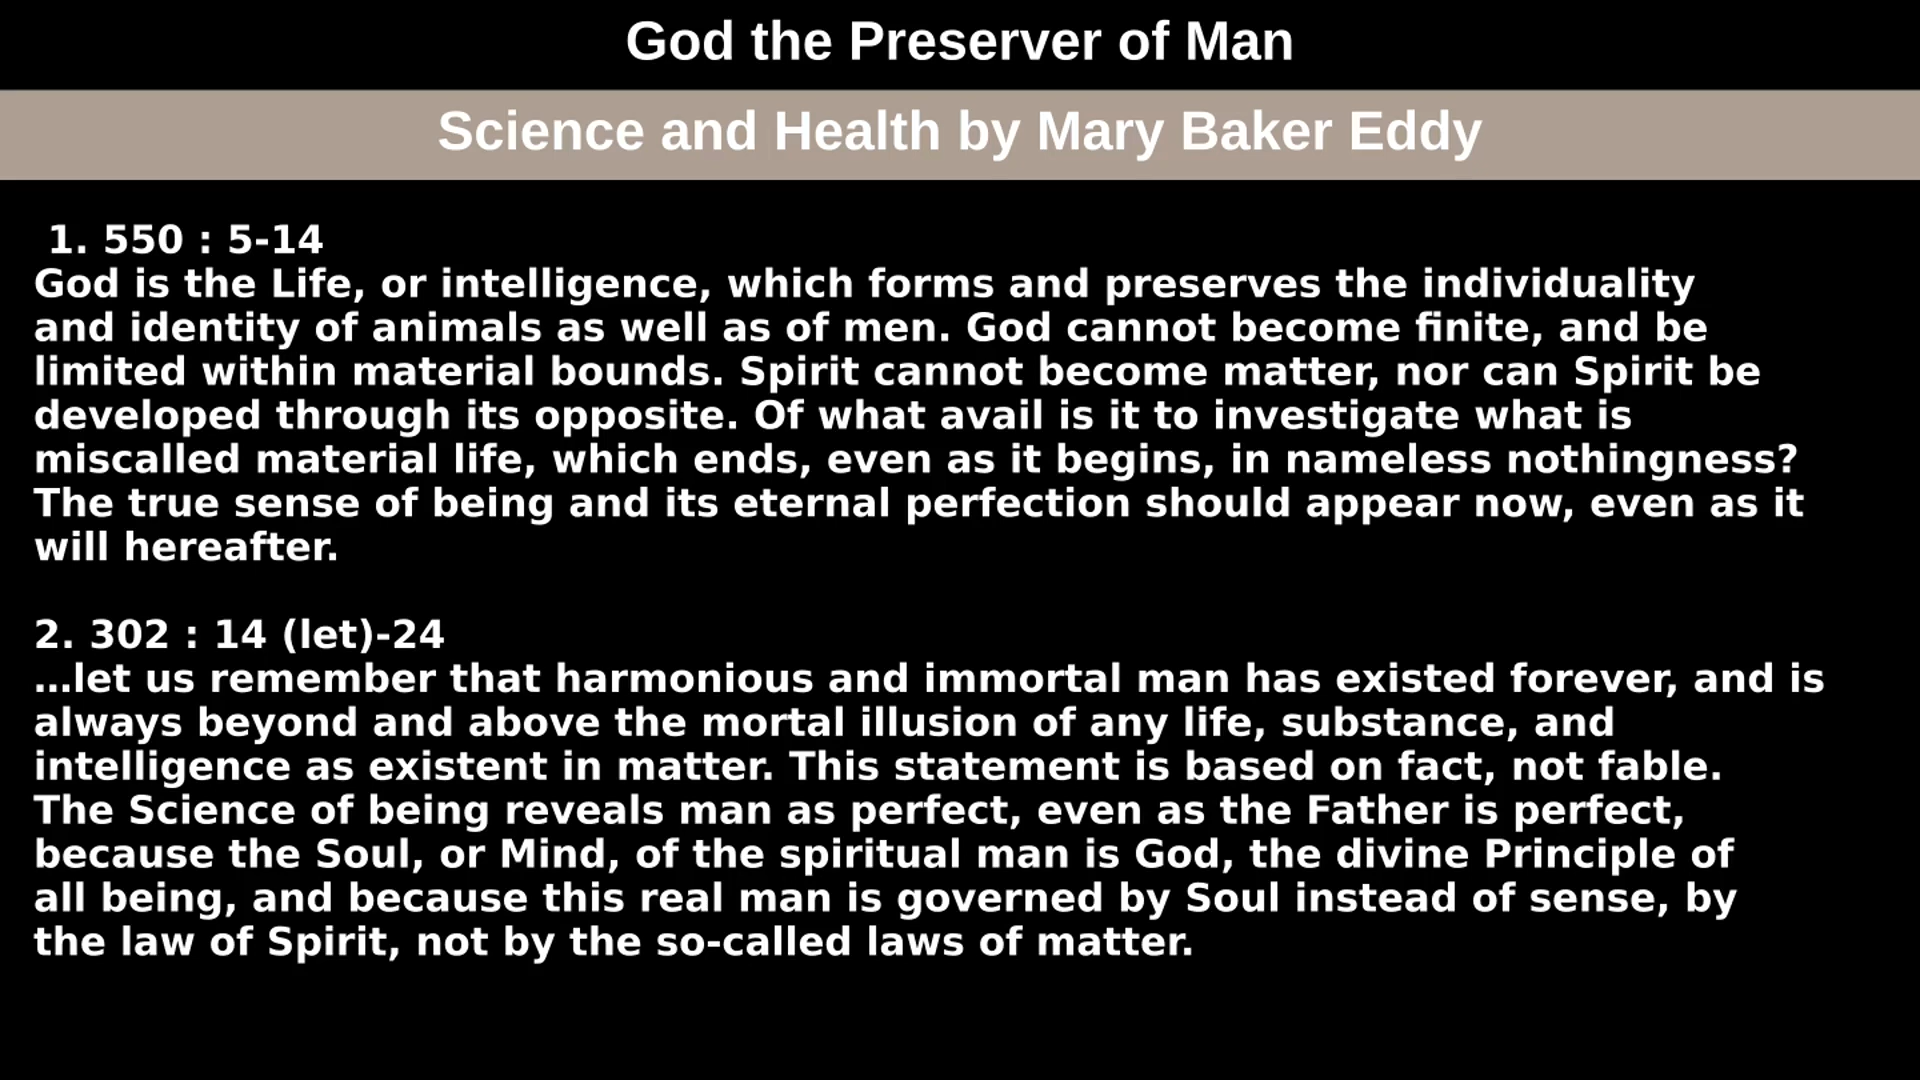 God the Preserver of Man
Science and Health by Mary Baker Eddy
1. 550 : 5-14
God is the Life, or intelligence, which forms and preserves the individuality
and identity of animals as well as of men. God cannot become finite, and be
limited within material bounds. Spirit cannot become matter, nor can Spirit be
developed through its opposite. Of what avail is it to investigate what is
miscalled material life, which ends, even as it begins, in nameless nothingness?
The true sense of being and its eternal perfection should appear now, even as it
will hereafter.
2. 302 : 14 (let)-24
…let us remember that harmonious and immortal man has existed forever, and is
always beyond and above the mortal illusion of any life, substance, and
intelligence as existent in matter. This statement is based on fact, not fable.
The Science of being reveals man as perfect, even as the Father is perfect,
because the Soul, or Mind, of the spiritual man is God, the divine Principle of
all being, and because this real man is governed by Soul instead of sense, by
the law of Spirit, not by the so-called laws of matter.